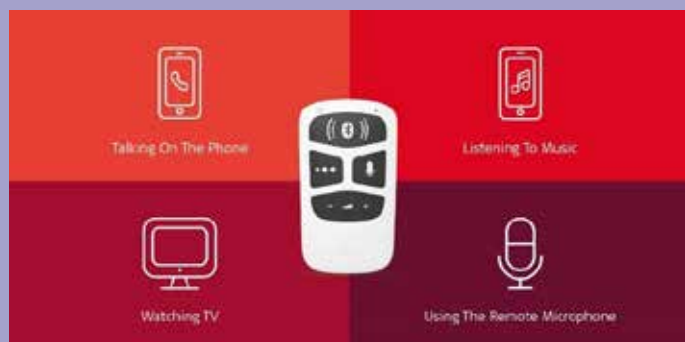 Talking On The Phone
Listening To Music
Watching TV
Using The Remote Microphone